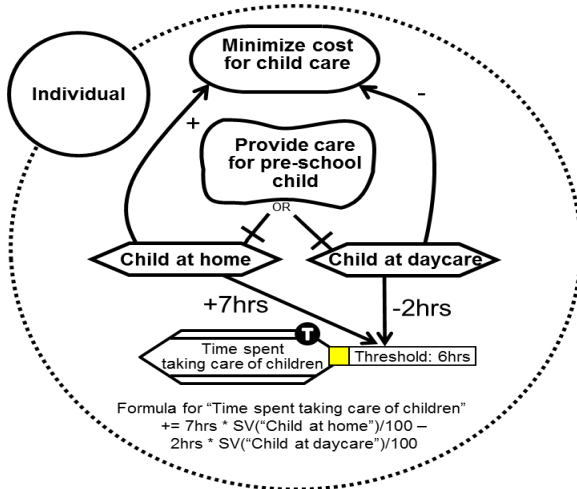 Minimize cost
for child care
Individual
-
+
Provide care
for pre-school
child
OR
Child at home
Child at daycare
+7hrs
-2hrs
T
Time spent
taking care of children
Threshold: 6hrs
Formula for "Time spent taking care of children"
+= 7hrs * SV("Child at home")/100 –
2hrs * SV("Child at daycare")/100